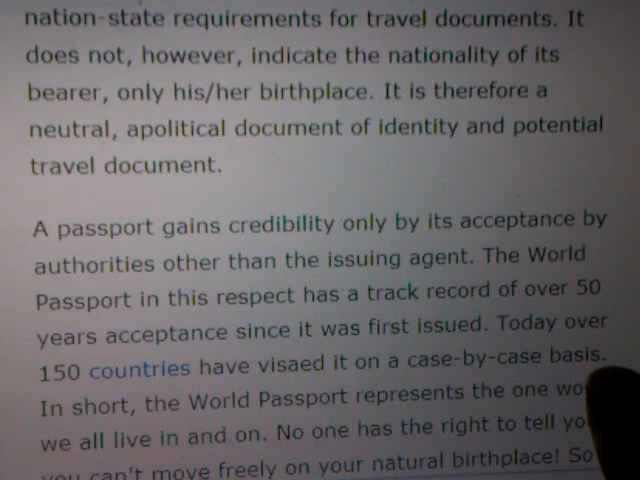 nation-state requirements for travel documents. It
does not, however, indicate the nationality of its
bearer, only his/her birthplace. It is therefore a
neutral, apolitical document of identity and potential
travel document.
A passport gains credibility only by its acceptance by
authorities other than the issuing agent. The World
Passport in this respect has a track record of over 50
years acceptance since it was first issued. Today over
150 countries have visaed it on a case-by-case basis.
In short, the World Passport represents the one
we all live in and on. No one has the right to tell
you can't move freely on your natural birthplace! So